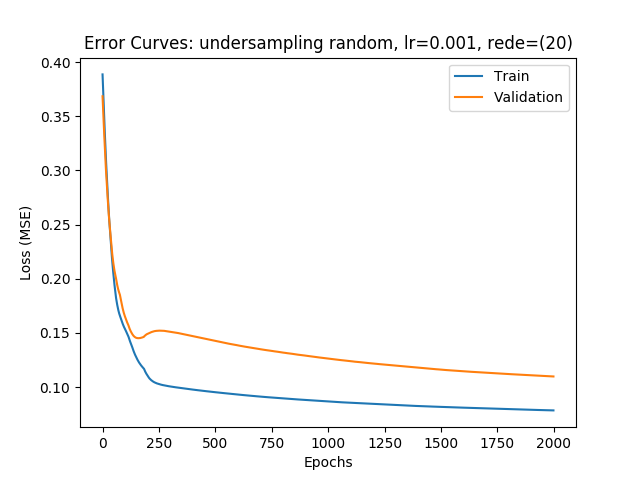 Error Curves: undersampling random, lr=0.001, rede=(20)
Train
Validation
0.40
0.35
0.30
0.25
0.20
0.15
0.10
Loss (MSE)
0 250 500 750 1000 1250 1500 1750 2000
Epochs